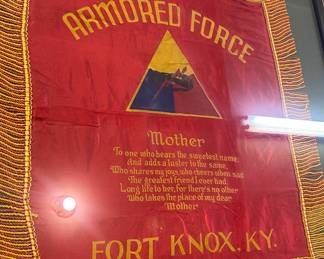 ARMORED FORCE
Mother
To one who bears the sweetest name,
And adds a luster to the same,
Who shares my joys, who cheers when sad
The greatest friend I ever had;
Long life to her, for there's no other
Who takes the place of my dear
Mother
FORT KNOX, KY.